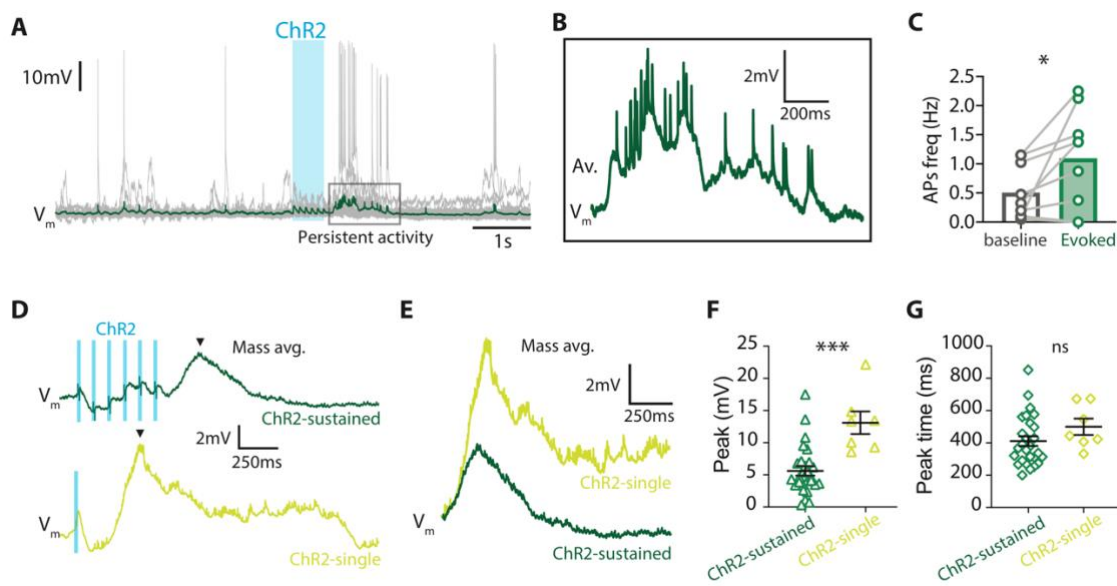 A
ChR2
10mV
Vm
Persistent activity
1s
B
2mV
200ms
Av.
Vm
C
*
APs freq (Hz)
2.5
2.0
1.5
1.0
0.5
0.0
baseline
Evoked
D
ChR2
Mass avg.
Vm
ChR2-sustained
2mV
250ms
Vm
ChR2-single
E
Mass avg.
2mV
250ms
ChR2-single
Vm
ChR2-sustained
F
***
Peak (mV)
25
20
15
10
5
0
ChR2-sustained
ChR2-single
G
ns
Peak time (ms)
1000
800
600
400
200
0
ChR2-sustained
ChR2-single